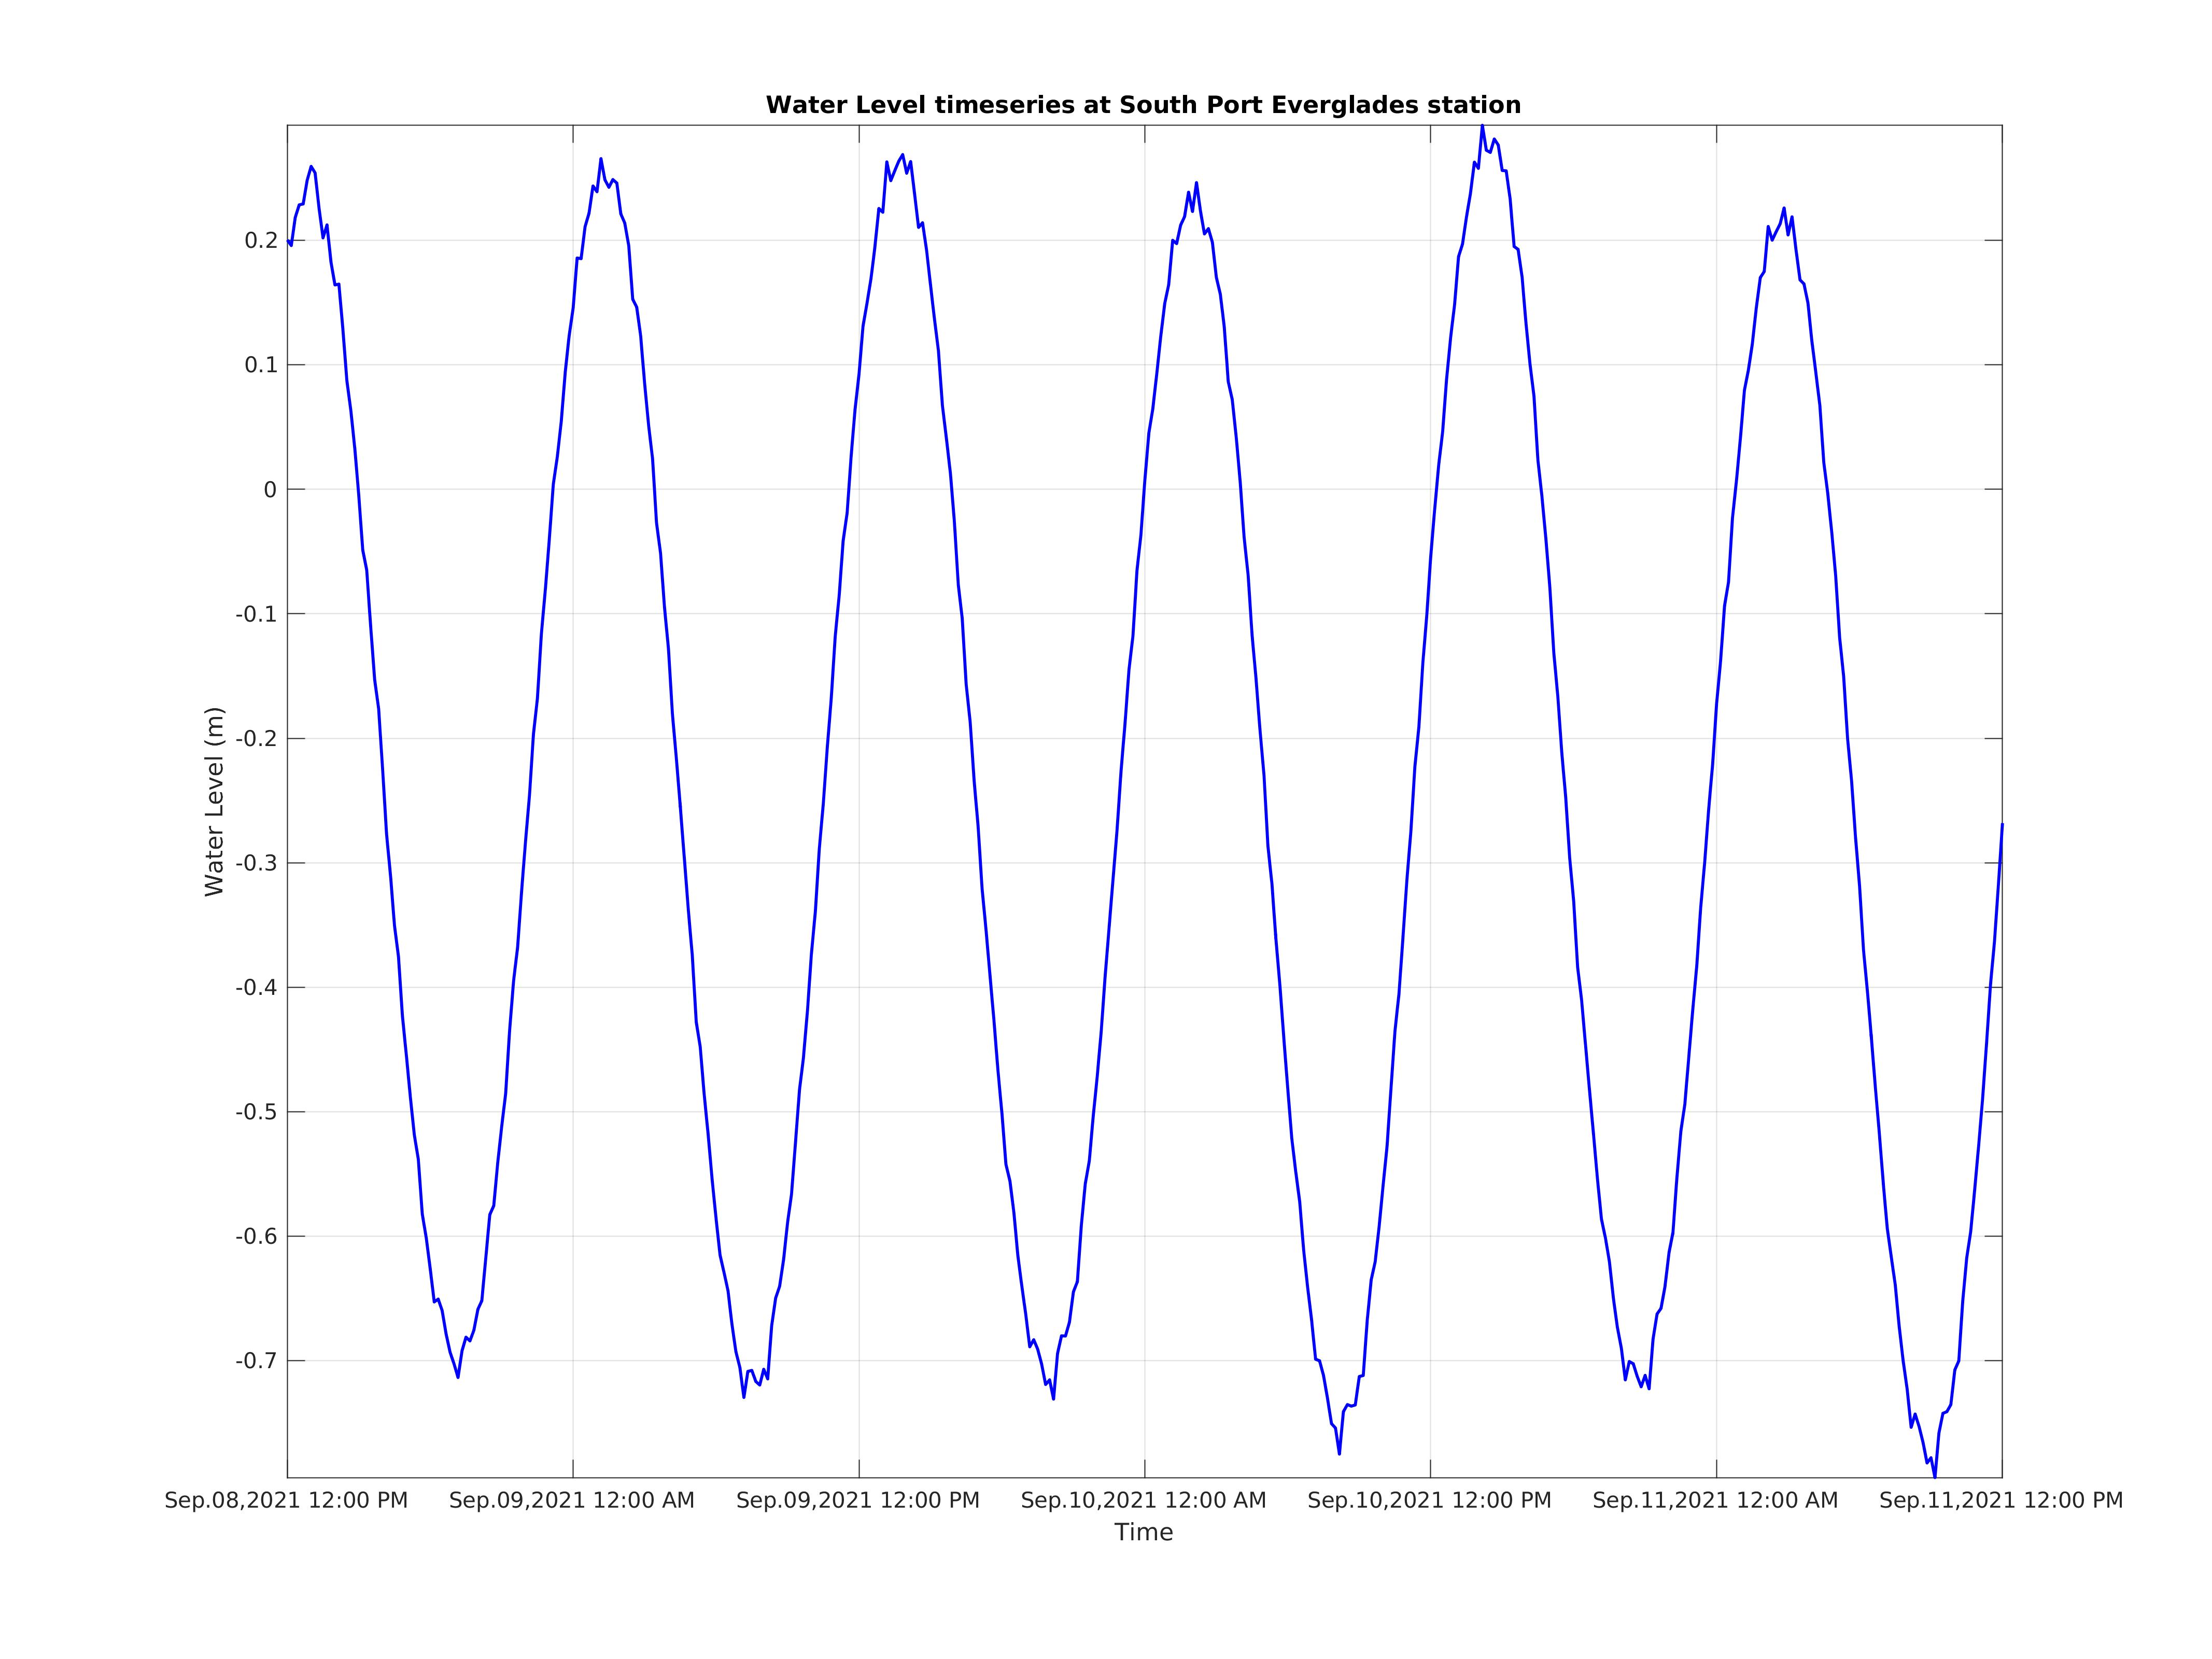 Water Level timeseries at South Port Everglades station
0.2
0.1
0
-0.1
-0.2
-0.3
-0.4
-0.5
-0.6
-0.7
Water Level (m)
Sep.08,2021 12:00 PM Sep.09,2021 12:00 AM Sep.09,2021 12:00 PM Sep.10,2021 12:00 AM Sep.10,2021 12:00 PM Sep.11,2021 12:00 AM Sep.11,2021 12:00 PM
Time